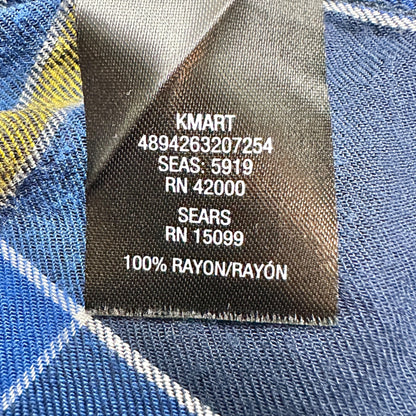 KMART
4894263207254
SEAS: 5919
RN 42000
SEARS
RN 15099
100% RAYON/RAYÓN